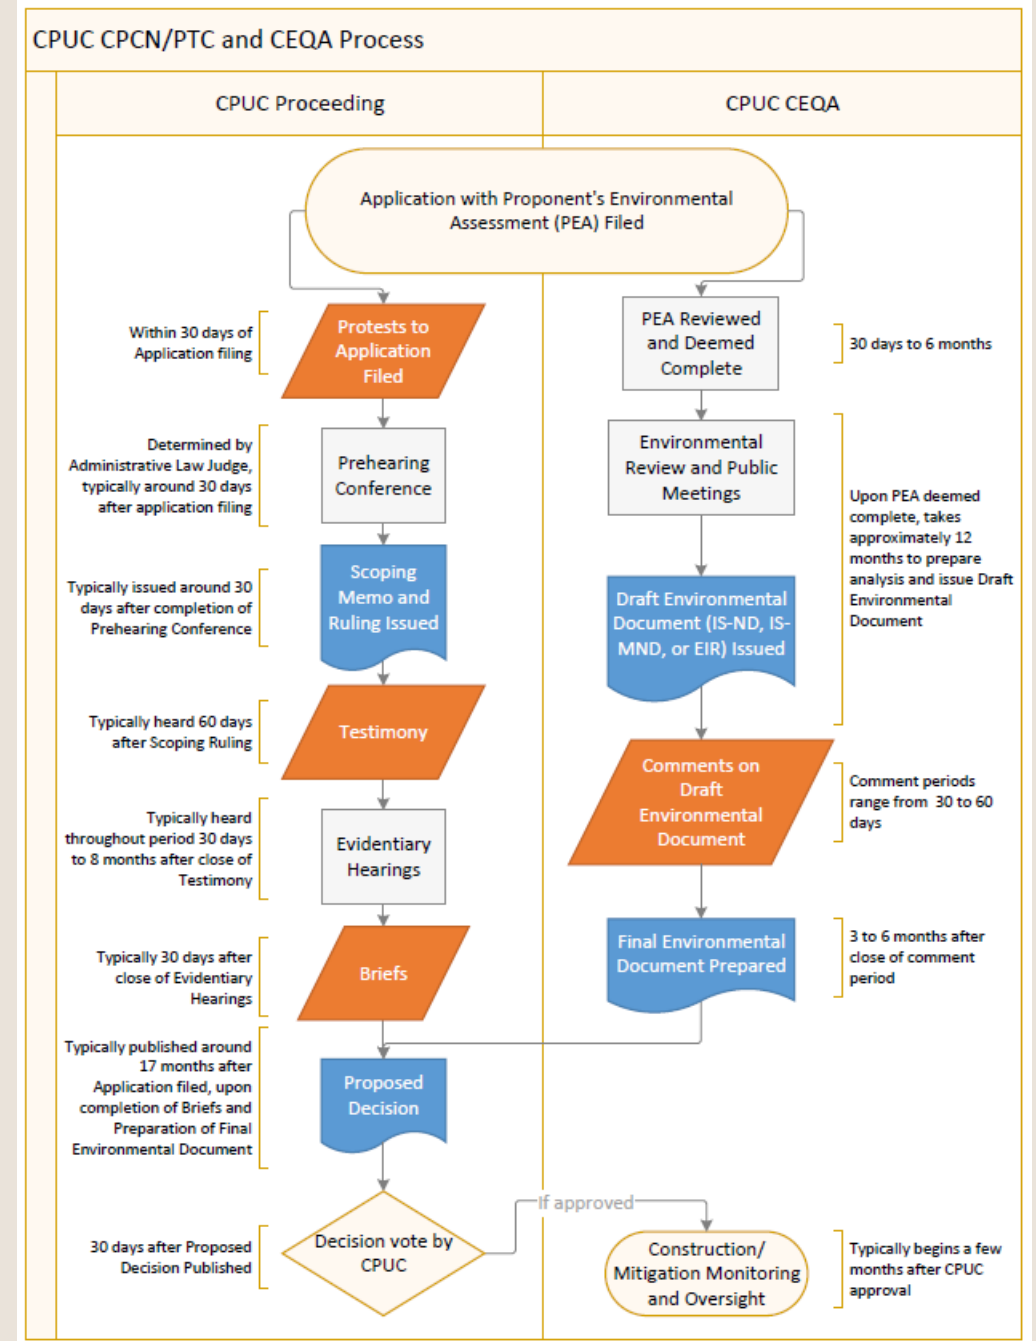 CPUC CPCN/PTC and CEQA Process
CPUC Proceeding
CPUC CEQA
Application with Proponent's Environmental
Assessment (PEA) Filed
Within 30 days of
Application filing
Protests to
Application
Filed
PEA Reviewed
and Deemed
Complete
30 days to 6 months
Determined by
Administrative Law Judge,
typically around 30 days
after application filing
Prehearing
Conference
Environmental
Review and Public
Meetings
Upon PEA deemed
complete, takes
approximately 12
months to prepare
analysis and issue Draft
Environmental
Document
Typically issued around 30
days after completion of
Prehearing Conference
Scoping
Memo and
Ruling Issued
Draft Environmental
Document (IS-ND, IS-
MND, or EIR) Issued
Typically heard 60 days
after Scoping Ruling
Testimony
Comments on
Draft
Environmental
Document
Comment periods
range from 30 to 60
days
Typically heard
throughout period 30 days
to 8 months after close of
Testimony
Evidentiary
Hearings
Typically 30 days after
close of Evidentiary
Hearings
Briefs
Final Environmental
Document Prepared
3 to 6 months after
close of comment
period
Typically published around
17 months after
Application filed, upon
completion of Briefs and
Preparation of Final
Environmental Document
Proposed
Decision
If approved
30 days after Proposed
Decision Published
Decision vote by
CPUC
Construction/
Mitigation Monitoring
and Oversight
Typically begins a few
months after CPUC
approval